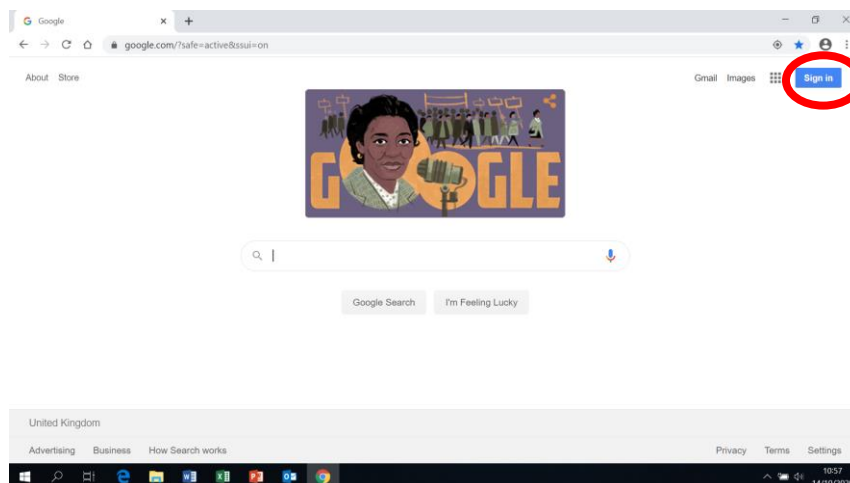 Google
google.com/?safe=active&ssui=on
About Store
Gmail Images
Sign in
GOOGLE
Google Search I'm Feeling Lucky
United Kingdom
Advertising Business How Search works
Privacy Terms Settings
10:57